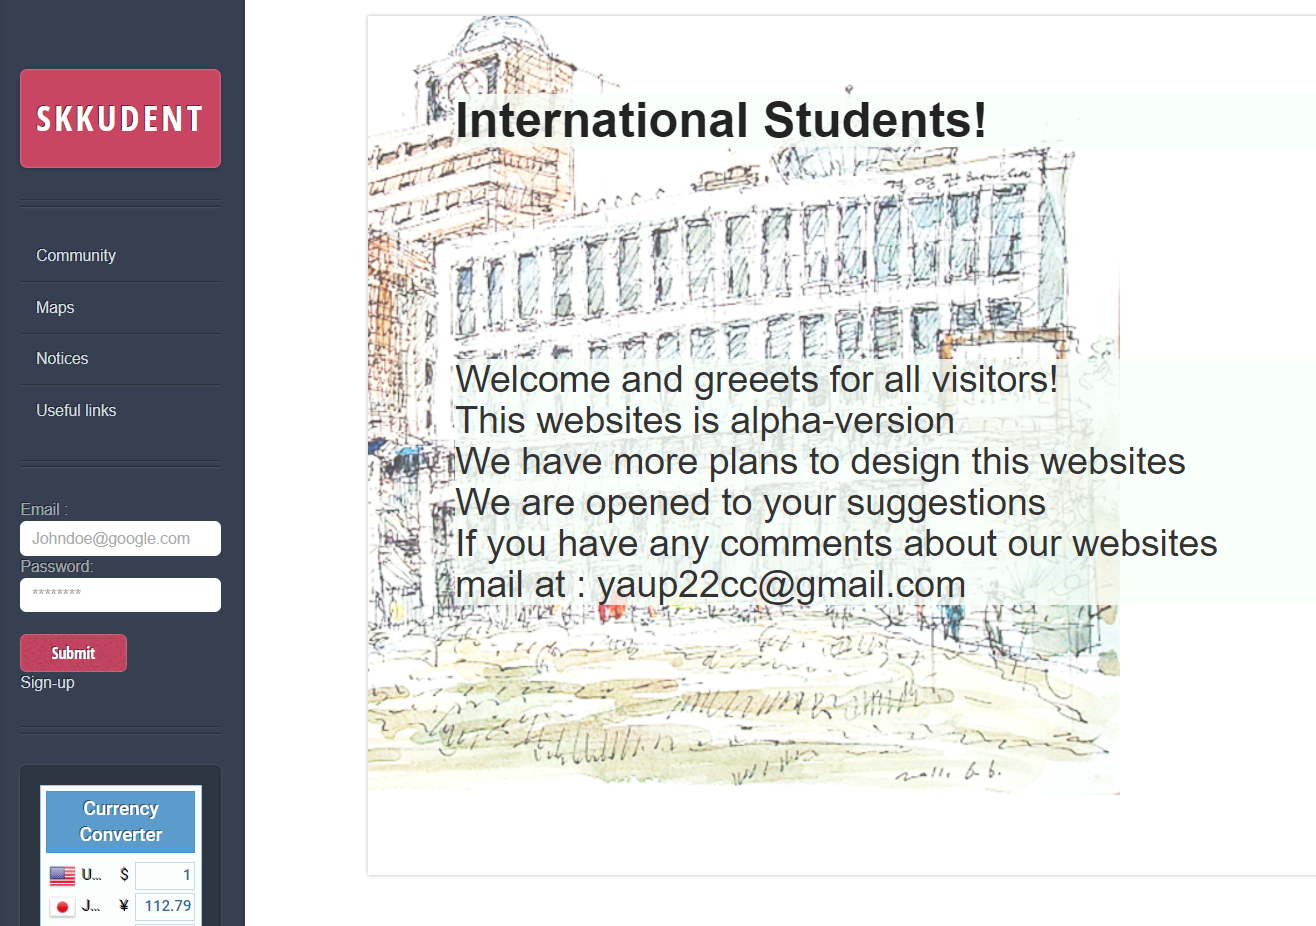 SKKUDENT
Community
Maps
Notices
Useful links
Email :
Johndoe@google.com
Password:
********
Submit
Sign-up
Currency
Converter
U... $ 1
J... ¥ 112.79
International Students!
Welcome and greeets for all visitors!
This websites is alpha-version
We have more plans to design this websites
We are opened to your suggestions
If you have any comments about our websites
mail at : yaup22cc@gmail.com